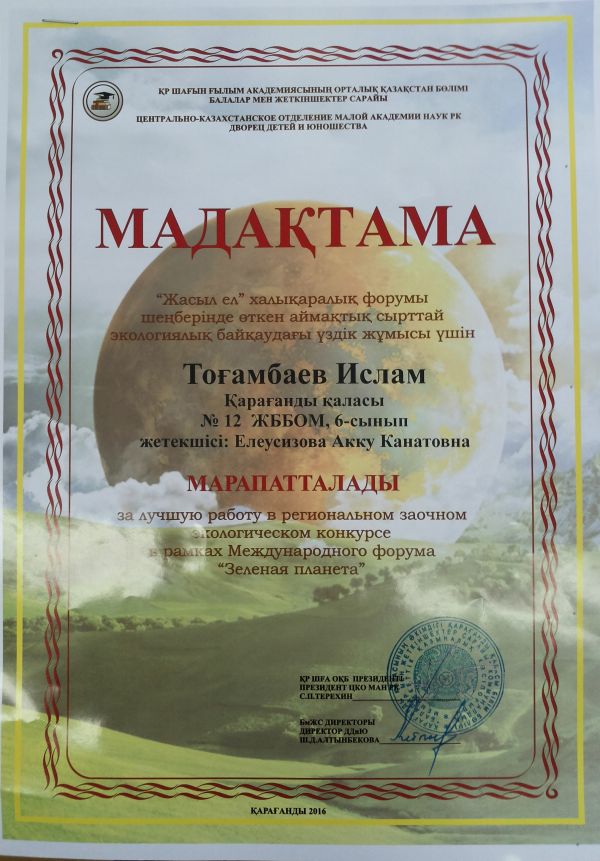 ҚР ШАҒЫН ҒЫЛЫМ АКАДЕМИЯСЫНЫҢ ОРТАЛЫҚ ҚАЗАҚСТАН БӨЛІМІ
БАЛАЛАР МЕН ЖЕТКІНШЕКТЕР САРАЙЫ
ЦЕНТРАЛЬНО-КАЗАХСТАНСКОЕ ОТДЕЛЕНИЕ МАЛОЙ АКАДЕМИИ НАУК РК
ДВОРЕЦ ДЕТЕЙ И ЮНОШЕСТВА
МАДАҚТАМА
“Жасыл ел” халықаралық форумы
шеңберінде өткен аймақтық сырттай
экологиялық байқаудағы үздік жұмысы үшін
Тоғамбаев Ислам
Қарағанды қаласы
№ 12 ЖББОМ, 6-сынып
жетекшісі: Елеусизова Акку Канатовна
МАРАПАТТАЛАДЫ
за лучшую работу в региональном заочном
экологическом конкурсе
в рамках Международного форума
“Зеленая планета”
ҚР ШҒА ОҚБ ПРЕЗИДЕНТІ
ПРЕЗИДЕНТ ЦКО МАН РК
С.П.ТЕРЕХИН
БмЖС ДИРЕКТОРЫ
ДИРЕКТОР ДДиЮ
Ш.Д.АЛТЫНБЕКОВА
ҚАРАҒАНДЫ 2016